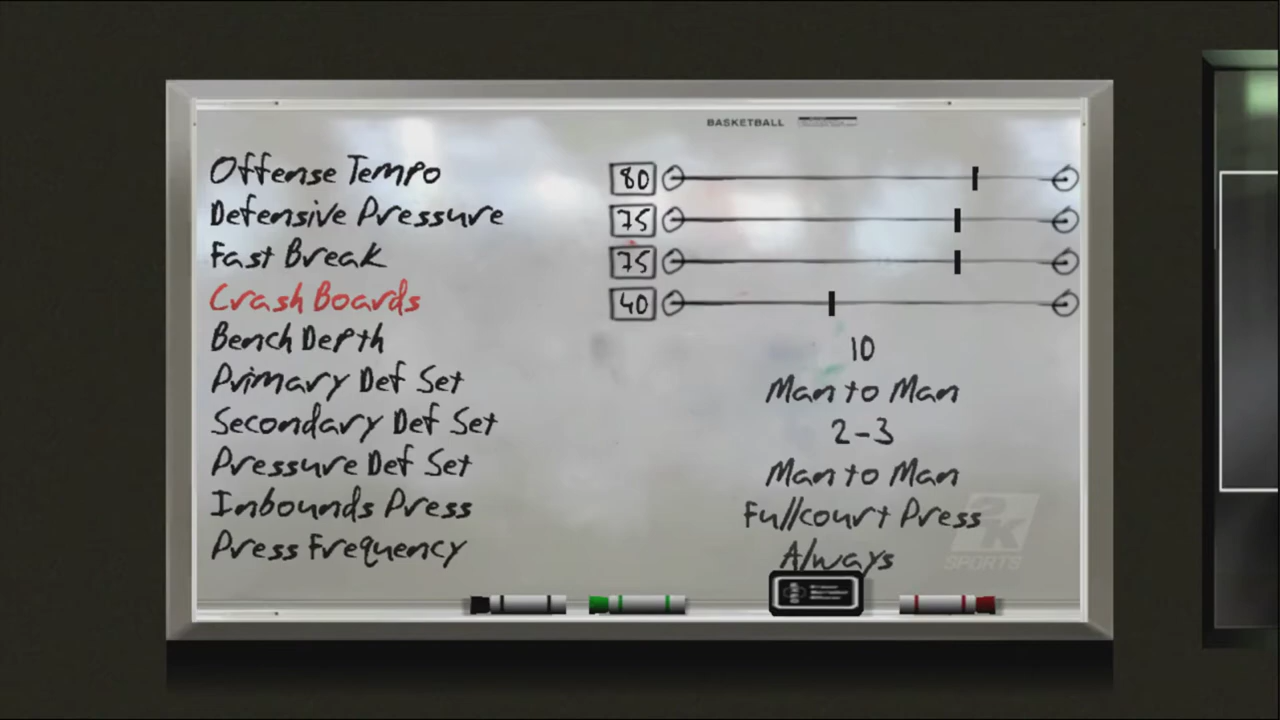 BASKETBALL
Offense Tempo 80
Defensive Pressure 75
Fast Break 75
Crash Boards 40
Bench Depth 10
Primary Def Set Man to Man
Secondary Def Set 2-3
Pressure Def Set Man to Man
Inbounds Press Fullcourt Press
Press Frequency Always
2K
SPORTS